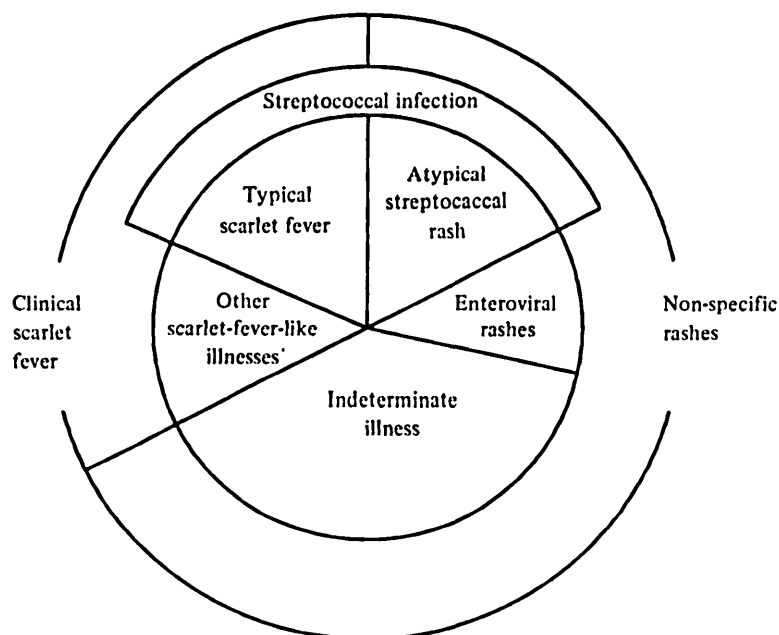 Streptococcal infection
Typical
scarlet fever
Atypical
streptocaccal
rash
Clinical
scarlet
fever
Other
scarlet-fever-like
illnesses'
Enteroviral
rashes
Non-specific
rashes
Indeterminate
illness